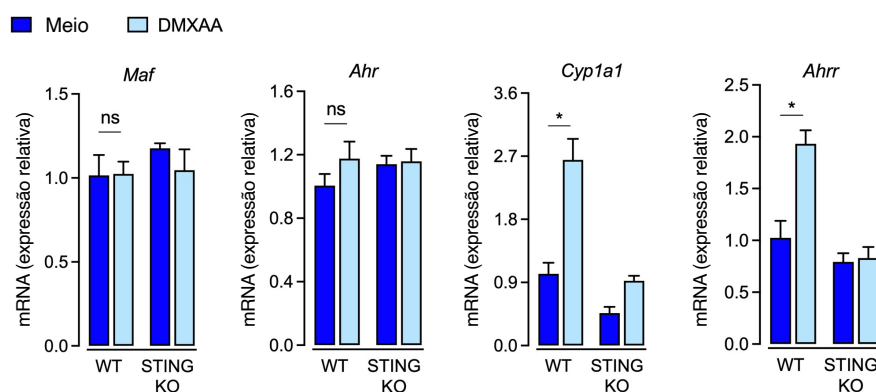 Meio DMXAA
Maf
mRNA (expressão relativa)
1.5
1.0
0.5
0.0
ns
WT STING KO
Ahr
mRNA (expressão relativa)
1.6
1.2
0.8
0.4
0.0
ns
WT STING KO
Cyp1a1
mRNA (expressão relativa)
3.6
2.7
1.8
0.9
0.0
*
WT STING KO
Ahrr
mRNA (expressão relativa)
2.5
2.0
1.5
1.0
0.5
0.0
*
WT STING KO